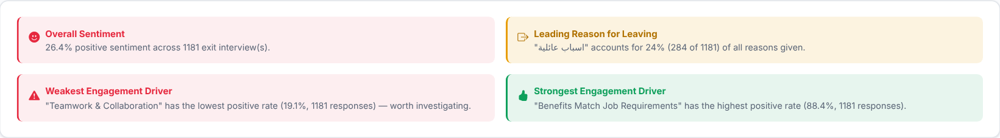 Overall Sentiment
26.4% positive sentiment across 1181 exit interview(s).
Leading Reason for Leaving
"اسباب عائلية" accounts for 24% (284 of 1181) of all reasons given.
Weakest Engagement Driver
"Teamwork & Collaboration" has the lowest positive rate (19.1%, 1181 responses) — worth investigating.
Strongest Engagement Driver
"Benefits Match Job Requirements" has the highest positive rate (88.4%, 1181 responses).